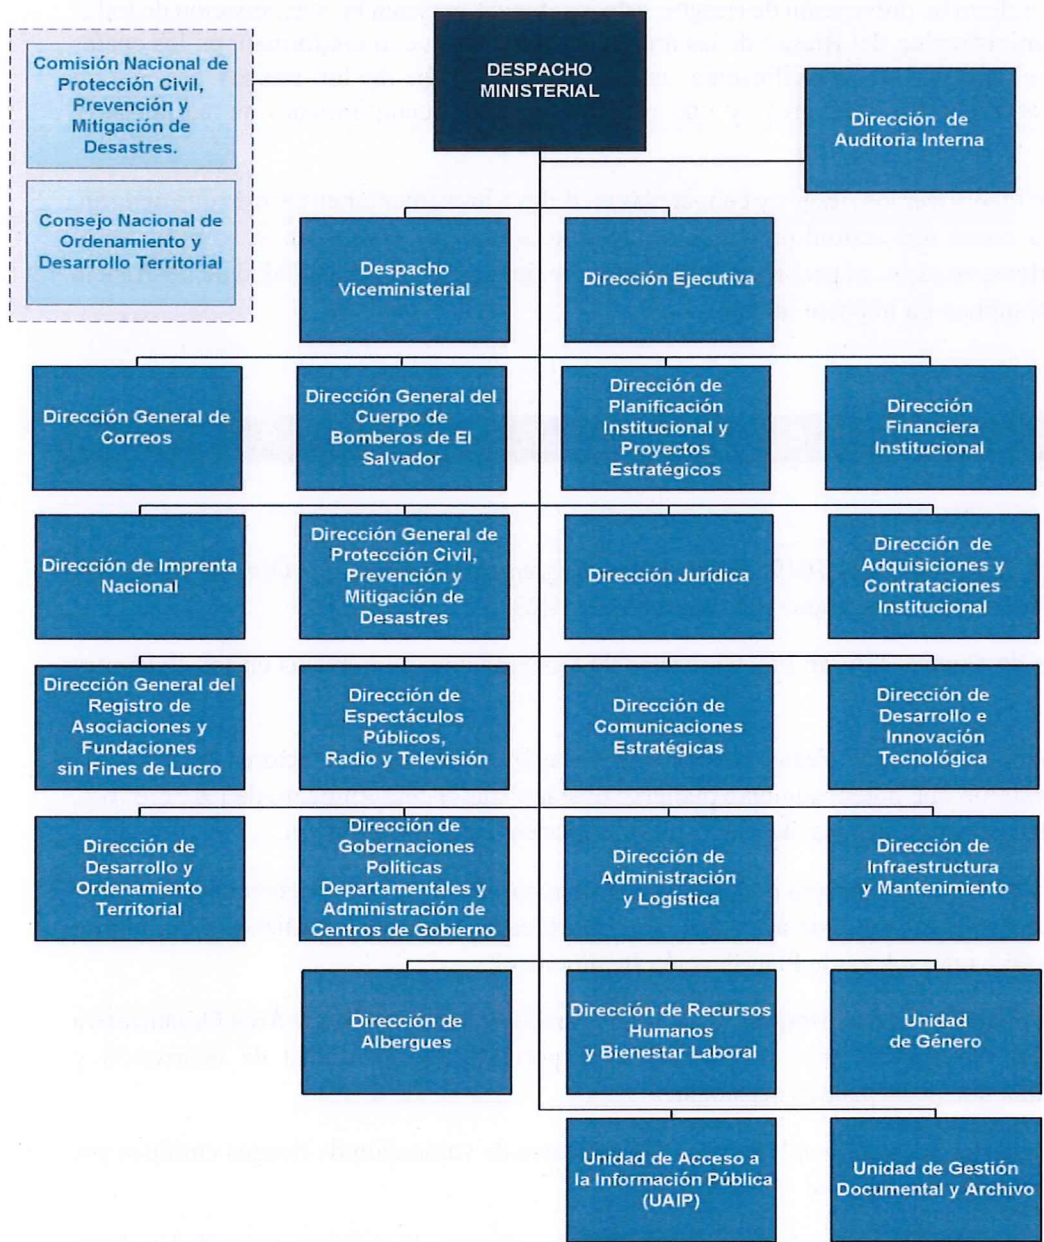 Comisión Nacional de
Protección Civil,
Prevención y
Mitigación de
Desastres.
Consejo Nacional de
Ordenamiento y
Desarrollo Territorial
DESPACHO
MINISTERIAL
Dirección de
Auditoria Interna
Despacho
Viceministerial
Dirección Ejecutiva
Dirección General de
Correos
Dirección General del
Cuerpo de
Bomberos de El
Salvador
Dirección de
Planificación
Institucional y
Proyectos
Estratégicos
Dirección
Financiera
Institucional
Dirección de Imprenta
Nacional
Dirección General de
Protección Civil,
Prevención y
Mitigación de
Desastres
Dirección Jurídica
Dirección de
Adquisiciones y
Contrataciones
Institucional
Dirección General del
Registro de
Asociaciones y
Fundaciones
sin Fines de Lucro
Dirección de
Espectáculos
Públicos,
Radio y Televisión
Dirección de
Comunicaciones
Estratégicas
Dirección de
Desarrollo e
Innovación
Tecnológica
Dirección de
Desarrollo y
Ordenamiento
Territorial
Dirección de
Gobernaciones
Políticas
Departamentales y
Administración de
Centros de Gobierno
Dirección de
Administración
y Logística
Dirección de
Infraestructura
y Mantenimiento
Dirección de
Albergues
Dirección de Recursos
Humanos
y Bienestar Laboral
Unidad
de Género
Unidad de Acceso a
la Información Pública
(UAIP)
Unidad de Gestión
Documental y Archivo